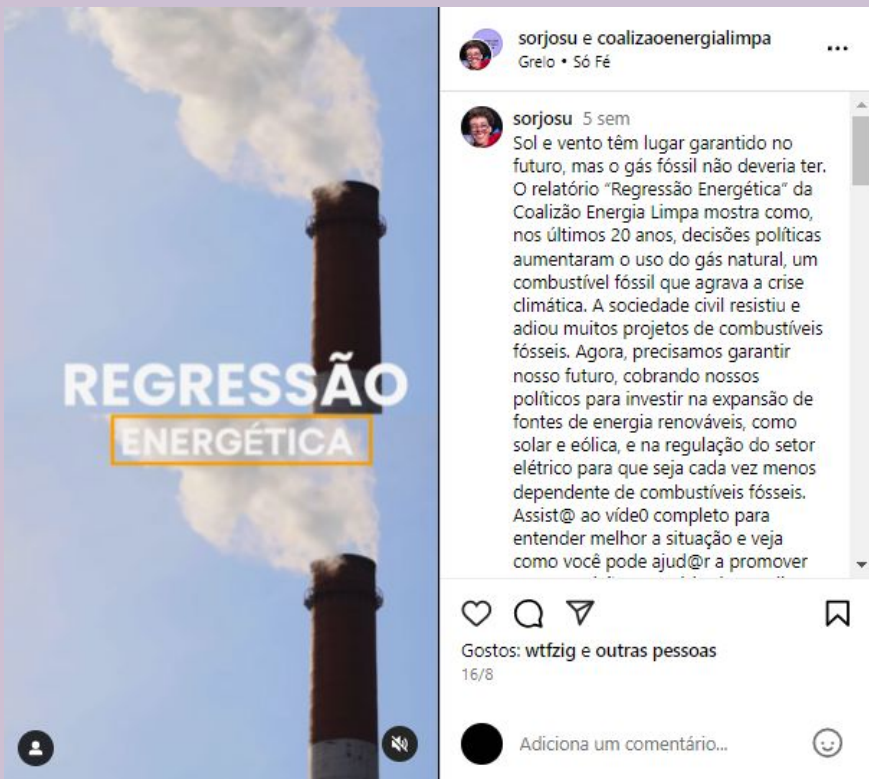 REGRESSÃO
ENERGÉTICA
sorjosu e coalizaoenergialimpa
Grelo • Só Fé
sorjosu 5 sem
Sol e vento têm lugar garantido no
futuro, mas o gás fóssil não deveria ter.
O relatório “Regressão Energética” da
Coalizão Energia Limpa mostra como,
nos últimos 20 anos, decisões políticas
aumentaram o uso do gás natural, um
combustível fóssil que agrava a crise
climática. A sociedade civil resistiu e
adiou muitos projetos de combustíveis
fósseis. Agora, precisamos garantir
nosso futuro, cobrando nossos
políticos para investir na expansão de
fontes de energia renováveis, como
solar e eólica, e na regulação do setor
elétrico para que seja cada vez menos
dependente de combustíveis fósseis.
Assist@ ao víde0 completo para
entender melhor a situação e veja
como você pode ajud@r a promover
Gostos: wtfzig e outras pessoas
16/8
Adiciona um comentário...